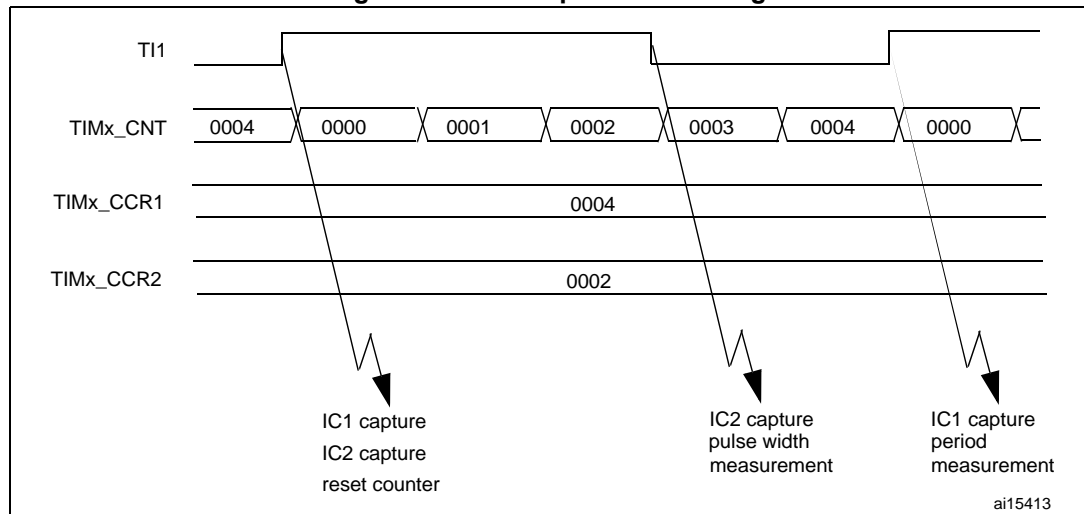 TI1
TIMx_CNT 0004 0000 0001 0002 0003 0004 0000
TIMx_CCR1 0004
TIMx_CCR2 0002
IC1 capture
IC2 capture
reset counter
IC2 capture
pulse width
measurement
IC1 capture
period
measurement
ai15413